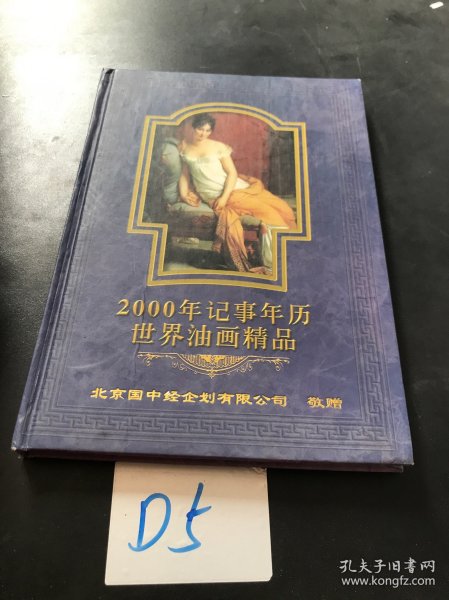 2000年记事年历
世界油画精品
北京国中经企划有限公司 敬赠
D5
孔夫子旧书网
www.kongfz.com